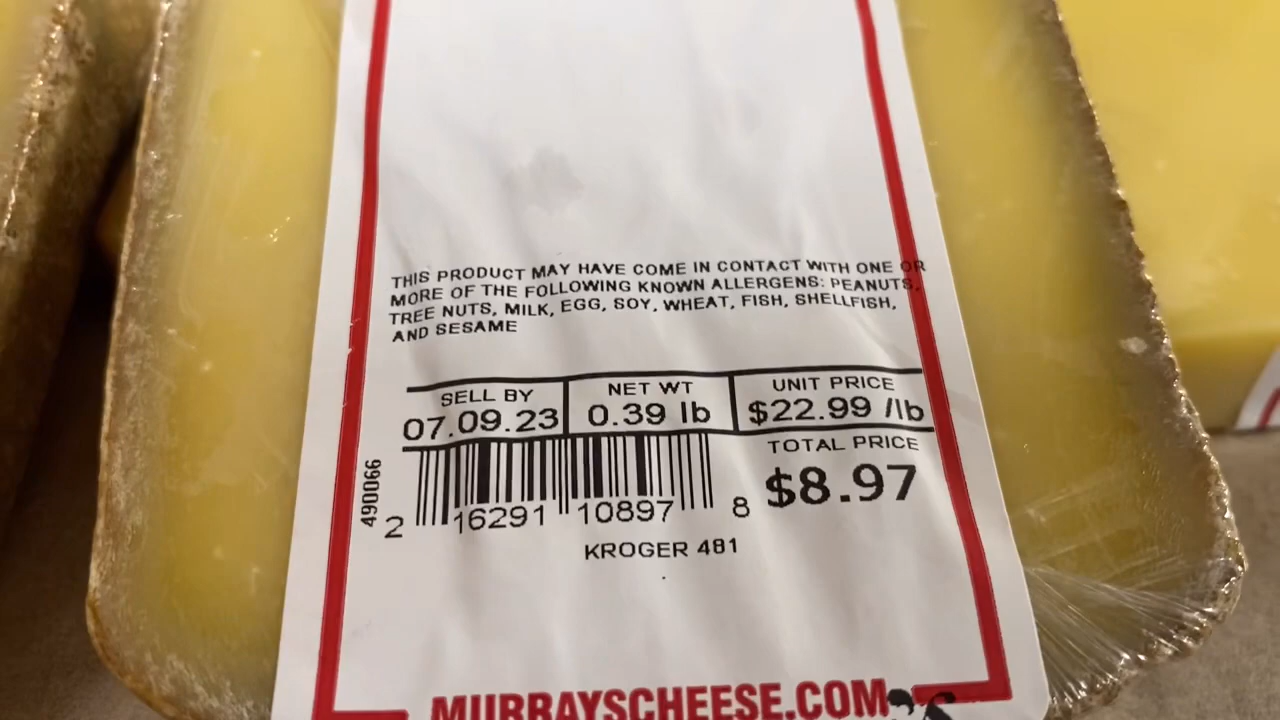 THIS PRODUCT MAY HAVE COME IN CONTACT WITH ONE OR
MORE OF THE FOLLOWING KNOWN ALLERGENS: PEANUTS,
TREE NUTS, MILK, EGG, SOY, WHEAT, FISH, SHELLFISH,
AND SESAME
SELL BY NET WT UNIT PRICE
07.09.23 0.39 lb $22.99 /lb
TOTAL PRICE
$8.97
490066
2 16291 10897 8
KROGER 481
MURRAYSCHEESE.COM